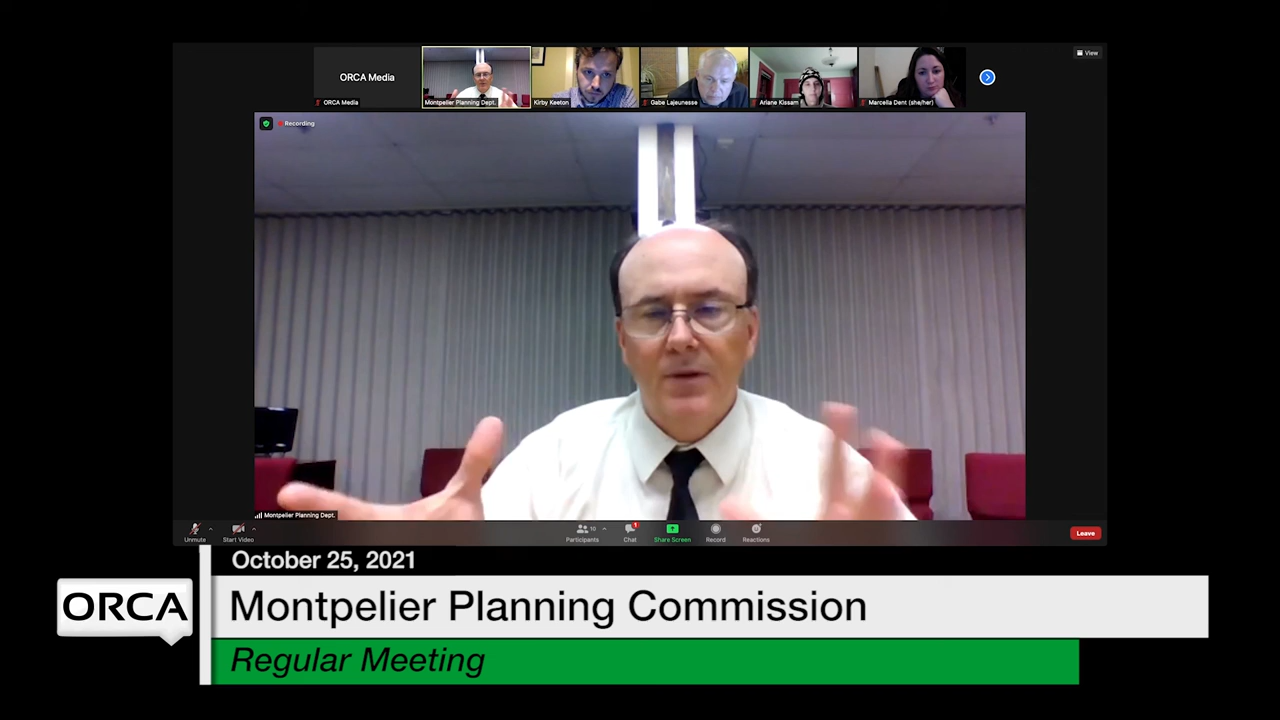 View
ORCA Media
ORCA Media
Montpelier Planning Dept.
Kirby Keeton
Gabe Lajeunesse
Ariane Kissam
Marcella Dent (she/her)
Recording
Montpelier Planning Dept.
Unmute
Start Video
Participants
10
Chat
1
Share Screen
Record
Reactions
Leave
October 25, 2021
ORCA
Montpelier Planning Commission
Regular Meeting